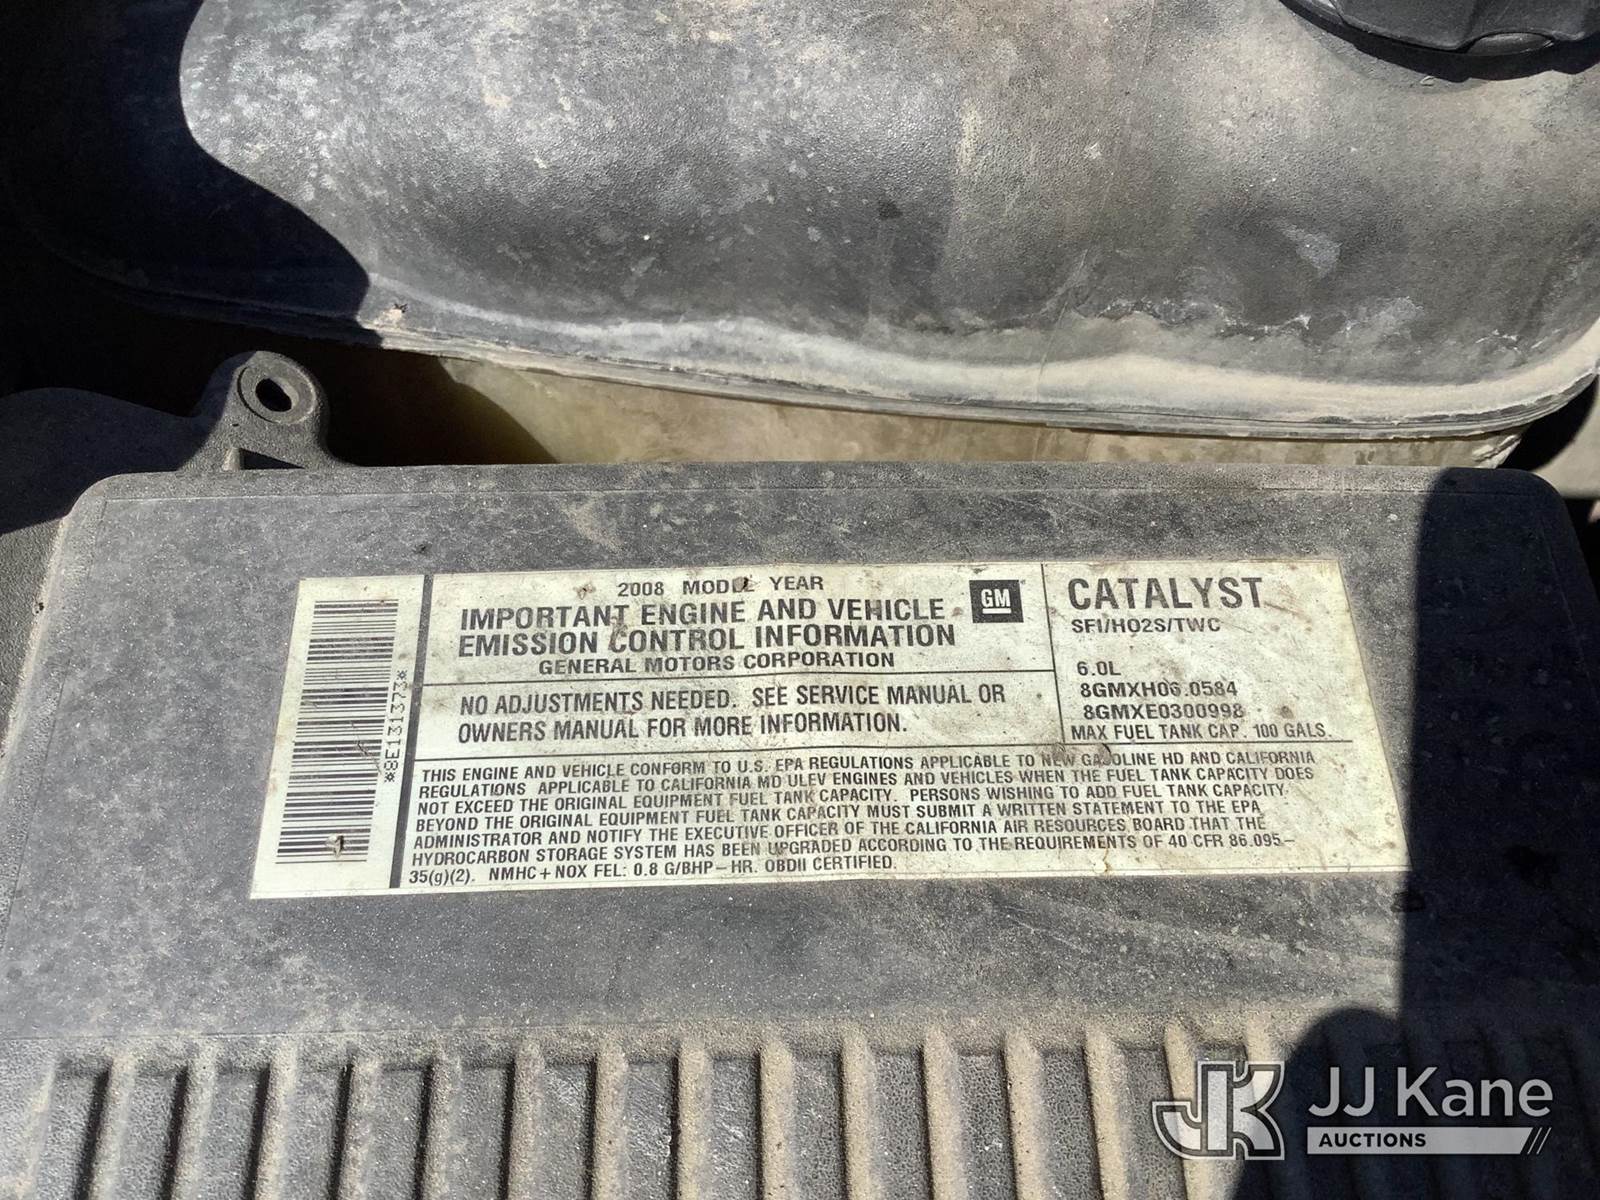 2008 MODEL YEAR
IMPORTANT ENGINE AND VEHICLE
EMISSION CONTROL INFORMATION
GENERAL MOTORS CORPORATION
GM
NO ADJUSTMENTS NEEDED. SEE SERVICE MANUAL OR
OWNERS MANUAL FOR MORE INFORMATION.
CATALYST
SFI/HO2S/TWC
6.0L
8GMXH06.0584
8GMXE0300998
MAX FUEL TANK CAP. 100 GALS.
THIS ENGINE AND VEHICLE CONFORM TO U.S. EPA REGULATIONS APPLICABLE TO NEW GASOLINE HD AND CALIFORNIA
REGULATIONS APPLICABLE TO CALIFORNIA MD ULEV ENGINES AND VEHICLES WHEN THE FUEL TANK CAPACITY DOES
NOT EXCEED THE ORIGINAL EQUIPMENT FUEL TANK CAPACITY. PERSONS WISHING TO ADD FUEL TANK CAPACITY
BEYOND THE ORIGINAL EQUIPMENT FUEL TANK CAPACITY MUST SUBMIT A WRITTEN STATEMENT TO THE EPA
ADMINISTRATOR AND NOTIFY THE EXECUTIVE OFFICER OF THE CALIFORNIA AIR RESOURCES BOARD THAT THE
HYDROCARBON STORAGE SYSTEM HAS BEEN UPGRADED ACCORDING TO THE REQUIREMENTS OF 40 CFR 86.095-
35(g)(2). NMHC+NOX FEL: 0.8 G/BHP-HR. OBDII CERTIFIED.
*8E131373*
JK JJ Kane
AUCTIONS